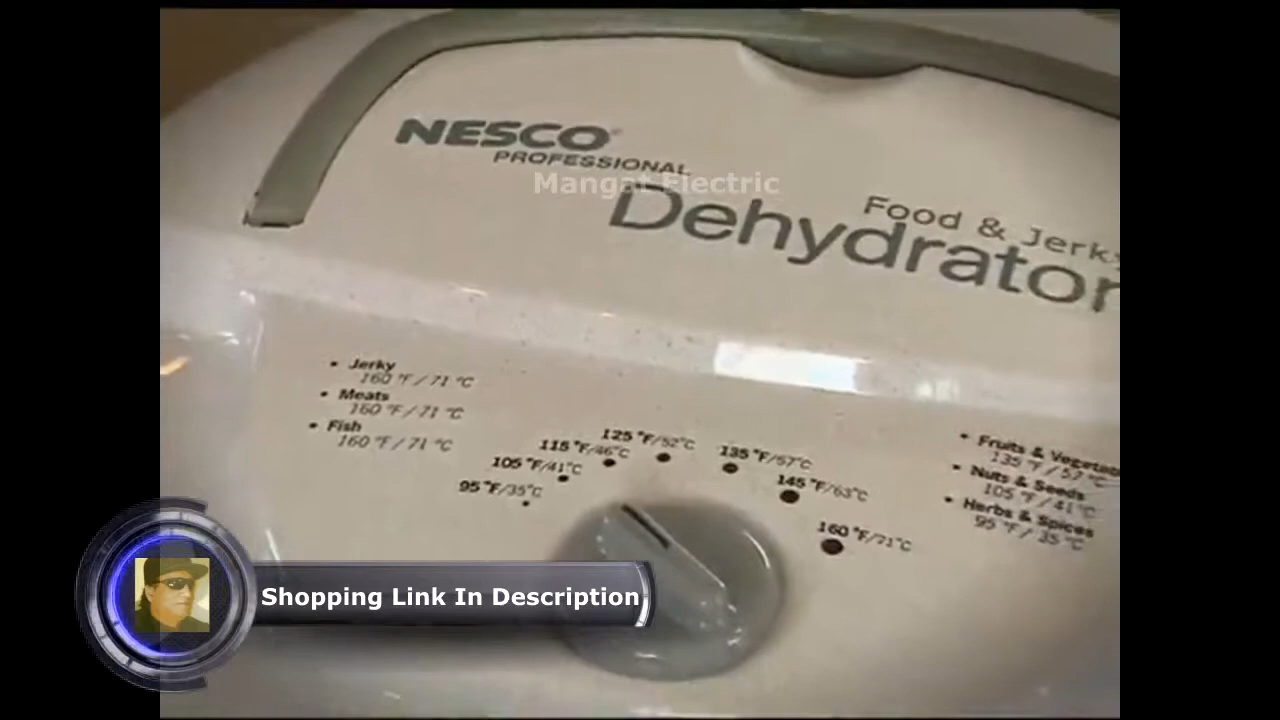 NESCO
PROFESSIONAL
Mangat Electric
Food & Jerky
Dehydrator
• Jerky
160 °F / 71 °C
• Meats
160 °F / 71 °C
• Fish
160 °F / 71 °C
95 °F/35°C
105 °F/41°C
115 °F/46°C
125 °F/52°C
135 °F/57°C
145 °F/63°C
160 °F/71°C
• Fruits & Vegetab
135 °F / 57 °C
• Nuts & Seeds
105 °F / 41 °C
• Herbs & Spices
95 °F / 35 °C
Shopping Link In Description